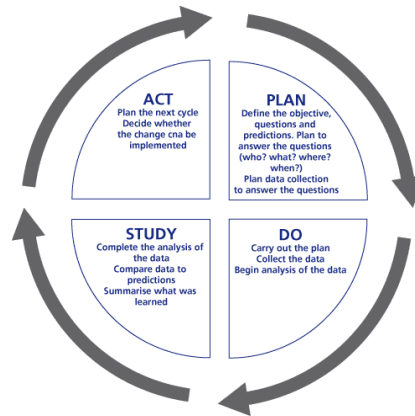 ACT
Plan the next cycle
Decide whether
the change cna be
implemented
PLAN
Define the objective,
questions and
predictions. Plan to
answer the questions
(who? what? where?
when?)
Plan data collection
to answer the questions
STUDY
Complete the analysis of
the data
Compare data to
predictions
Summarise what was
learned
DO
Carry out the plan
Collect the data
Begin analysis of the data